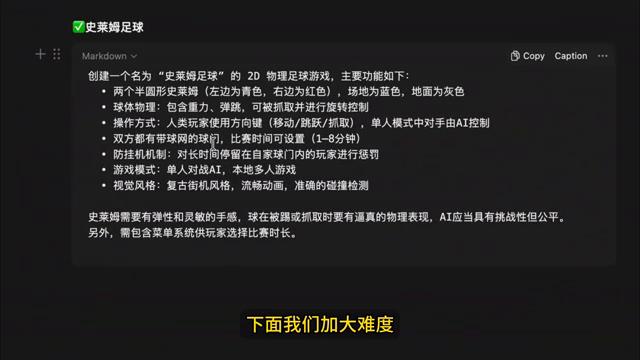 ✅史莱姆足球
Markdown
Copy Caption
创建一个名为 “史莱姆足球” 的 2D 物理足球游戏，主要功能如下：
• 两个半圆形史莱姆（左边为青色，右边为红色），场地为蓝色，地面为灰色
• 球体物理：包含重力、弹跳，可被抓取并进行旋转控制
• 操作方式：人类玩家使用方向键（移动/跳跃/抓取），单人模式中对手由AI控制
• 双方都有带球网的球门，比赛时间可设置（1—8分钟）
• 防挂机机制：对长时间停留在自家球门内的玩家进行惩罚
• 游戏模式：单人对战AI，本地多人游戏
• 视觉风格：复古街机风格，流畅动画，准确的碰撞检测
史莱姆需要有弹性和灵敏的手感，球在被踢或抓取时要有逼真的物理表现，AI应当具有挑战性但公平。
另外，需包含菜单系统供玩家选择比赛时长。
下面我们加大难度